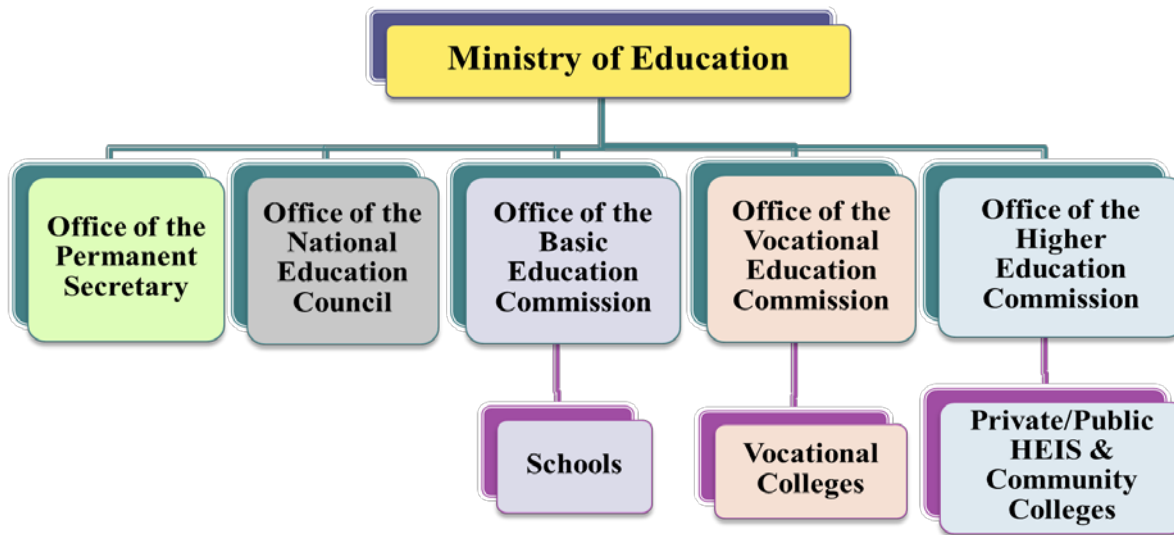 Ministry of Education
Office of the
Permanent
Secretary
Office of the
National
Education
Council
Office of the
Basic
Education
Commission
Office of the
Vocational
Education
Commission
Office of the
Higher
Education
Commission
Schools
Vocational
Colleges
Private/Public
HEIS &
Community
Colleges